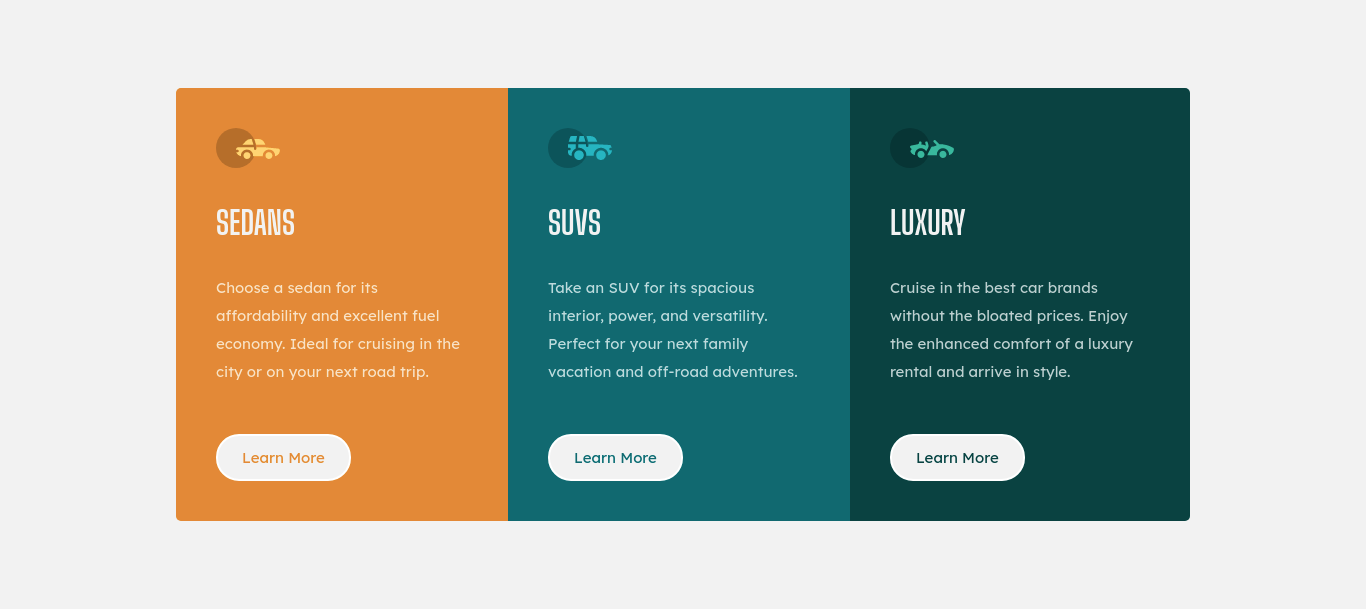 SEDANS
Choose a sedan for its
affordability and excellent fuel
economy. Ideal for cruising in the
city or on your next road trip.
Learn More
SUVS
Take an SUV for its spacious
interior, power, and versatility.
Perfect for your next family
vacation and off-road adventures.
Learn More
LUXURY
Cruise in the best car brands
without the bloated prices. Enjoy
the enhanced comfort of a luxury
rental and arrive in style.
Learn More